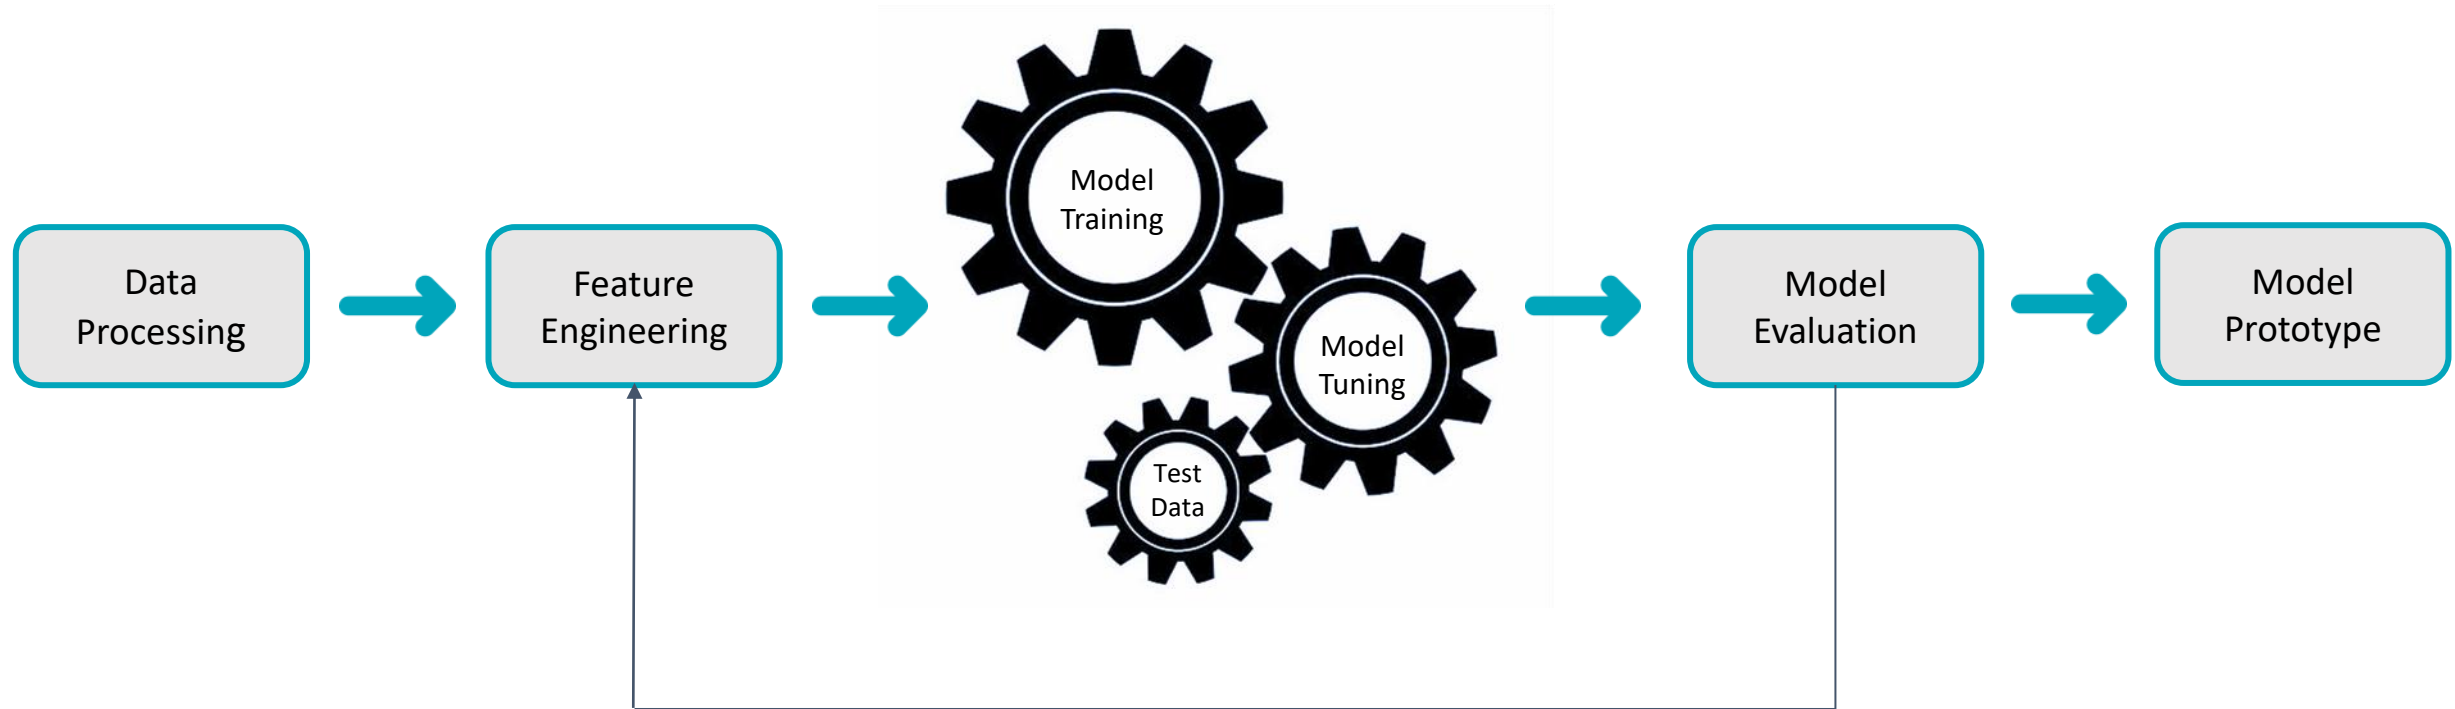 Data
Processing
Feature
Engineering
Model
Training
Model
Tuning
Test
Data
Model
Evaluation
Model
Prototype